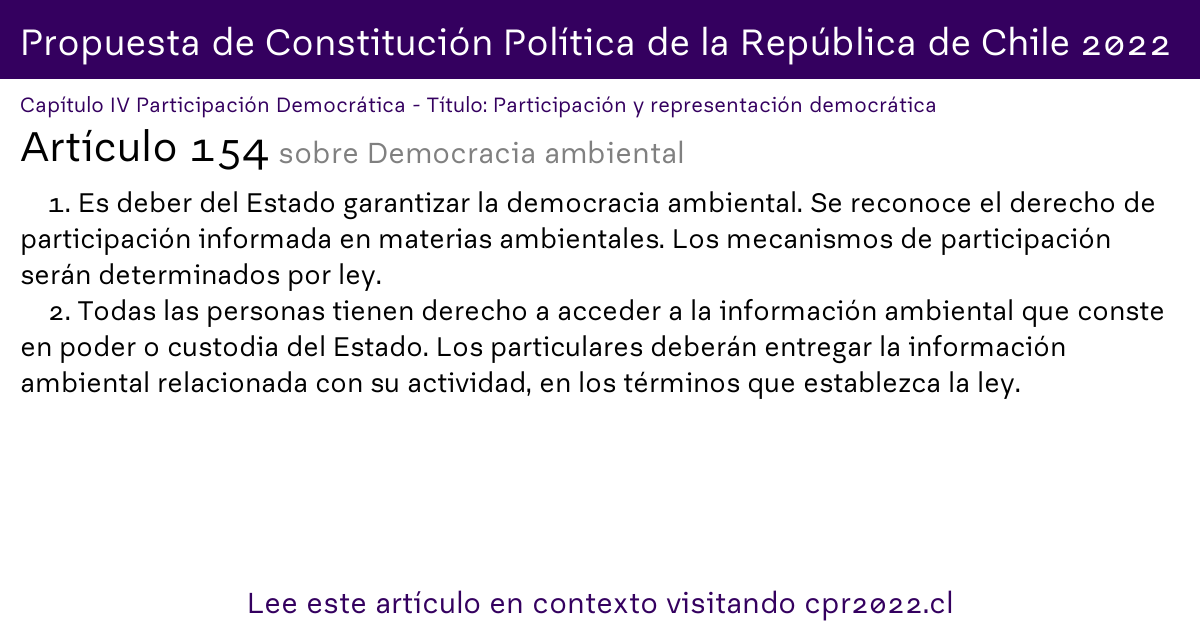 Propuesta de Constitución Política de la República de Chile 2022
Capítulo IV Participación Democrática - Título: Participación y representación democrática
Artículo 154 sobre Democracia ambiental
1. Es deber del Estado garantizar la democracia ambiental. Se reconoce el derecho de
participación informada en materias ambientales. Los mecanismos de participación
serán determinados por ley.
2. Todas las personas tienen derecho a acceder a la información ambiental que conste
en poder o custodia del Estado. Los particulares deberán entregar la información
ambiental relacionada con su actividad, en los términos que establezca la ley.
Lee este artículo en contexto visitando cpr2022.cl